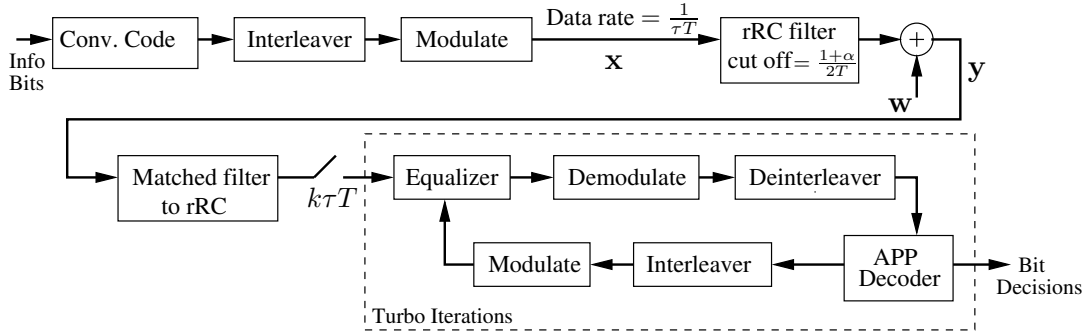 Info
Bits
Conv. Code
Interleaver
Modulate
Data rate = 1/τT
x
rRC filter
cut off = (1+α)/2T
+
w
y
Matched filter
to rRC
kτT
Equalizer
Demodulate
Deinterleaver
Modulate
Interleaver
APP
Decoder
Bit
Decisions
Turbo Iterations